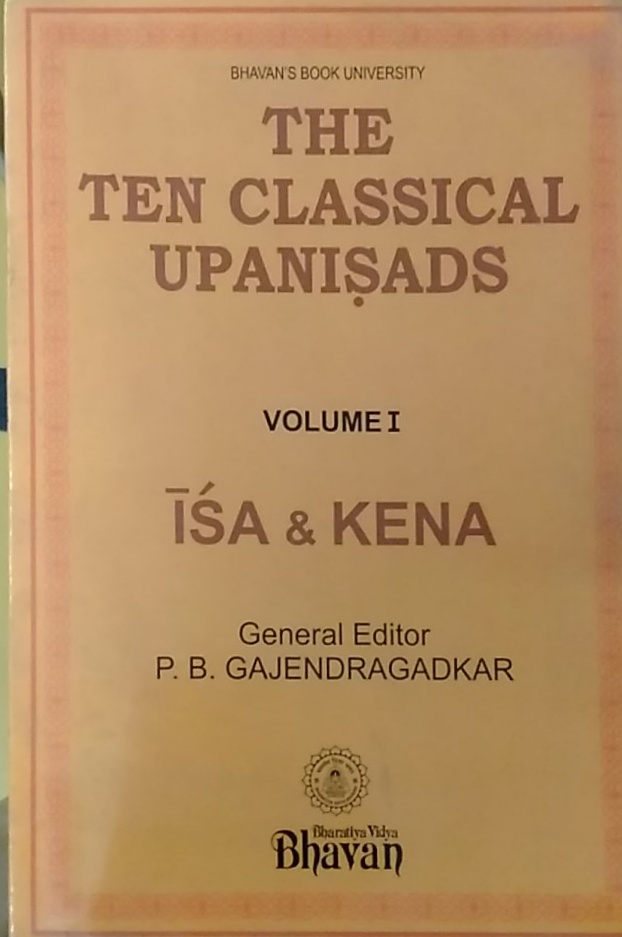 BHAVAN'S BOOK UNIVERSITY
THE
TEN CLASSICAL
UPANIṢADS
VOLUME I
ĪŚA & KENA
General Editor
P. B. GAJENDRAGADKAR
Bharatiya Vidya
Bhavan